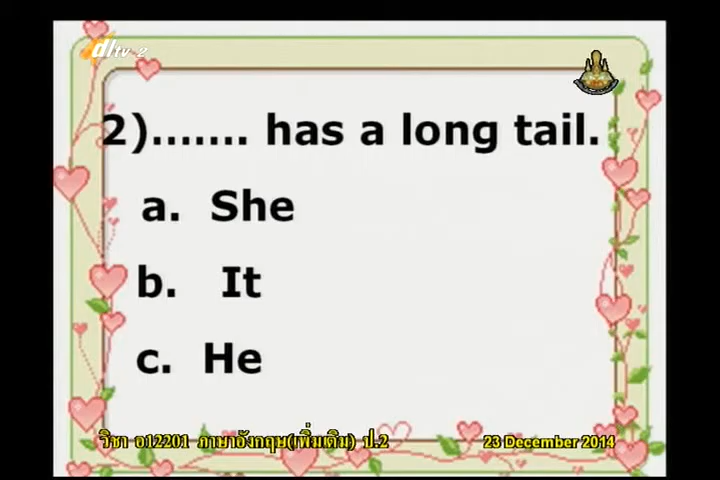 dltv 2
2)....... has a long tail.
a. She
b. It
c. He
วิชา อ12201 ภาษาอังกฤษ(เพิ่มเติม) ป.2
23 December 2014